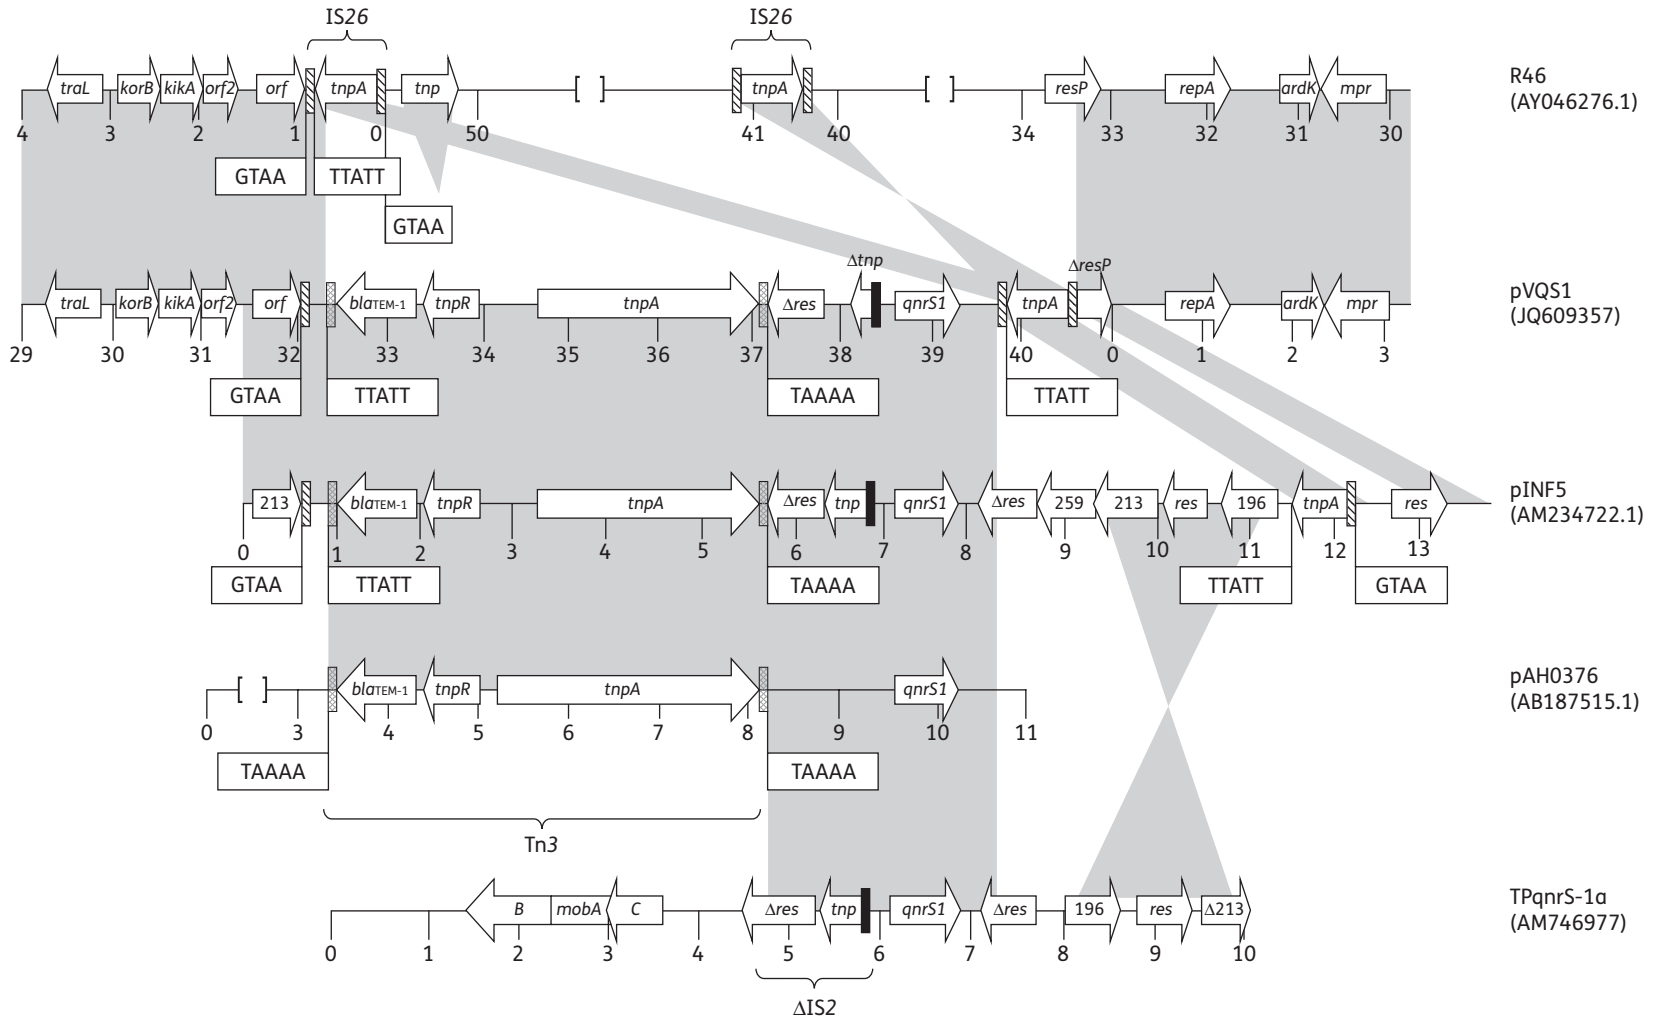 IS26 IS26
traL korB kikA orf2 orf tnpA tnp [ ] tnpA [ ] resP repA ardK mpr R46
(AY046276.1)
4 3 2 1 0 50 41 40 34 33 32 31 30
GTAA TTATT
GTAA
Δtnp ΔresP
traL korB kikA orf2 orf blaTEM-1 tnpR tnpA Δres qnrS1 tnpA repA ardK mpr pVQS1
(JQ609357)
29 30 31 32 33 34 35 36 37 38 39 40 0 1 2 3
GTAA TTATT TAAAA TTATT
213 blaTEM-1 tnpR tnpA Δres tnp qnrS1 Δres 259 213 res 196 tnpA res pINF5
(AM234722.1)
0 1 2 3 4 5 6 7 8 9 10 11 12 13
GTAA TTATT TAAAA TTATT GTAA
[ ] blaTEM-1 tnpR tnpA qnrS1 pAH0376
(AB187515.1)
0 3 4 5 6 7 8 9 10 11
TAAAA TAAAA
Tn3
B mobA C Δres tnp qnrS1 Δres 196 res Δ213 TPqnrS-1a
(AM746977)
0 1 2 3 4 5 6 7 8 9 10
ΔIS2